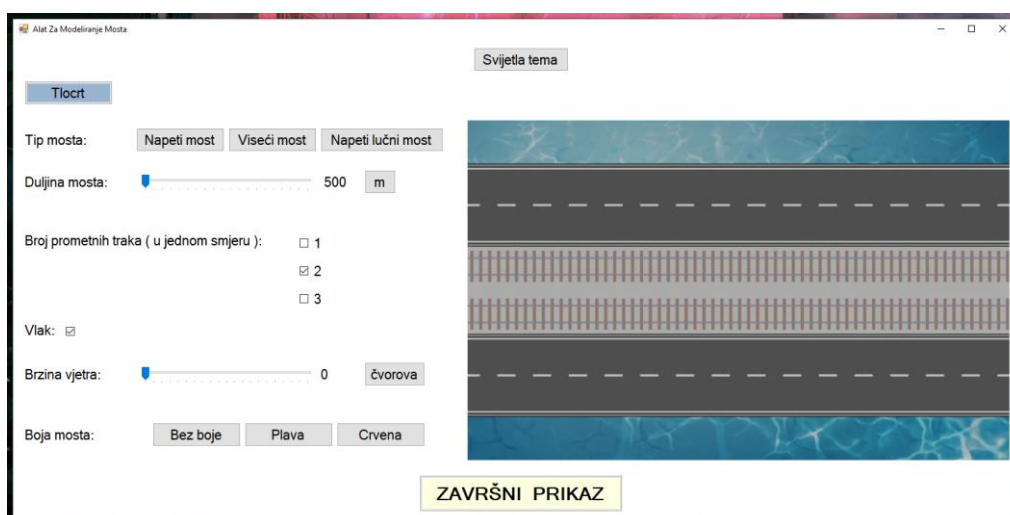 Alat Za Modeliranje Mosta
Svijetla tema
Tlocrt
Tip mosta: Napeti most Viseći most Napeti lučni most
Duljina mosta: 500 m
Broj prometnih traka ( u jednom smjeru ): 1
2
3
Vlak:
Brzina vjetra: 0 čvorova
Boja mosta: Bez boje Plava Crvena
ZAVRŠNI PRIKAZ